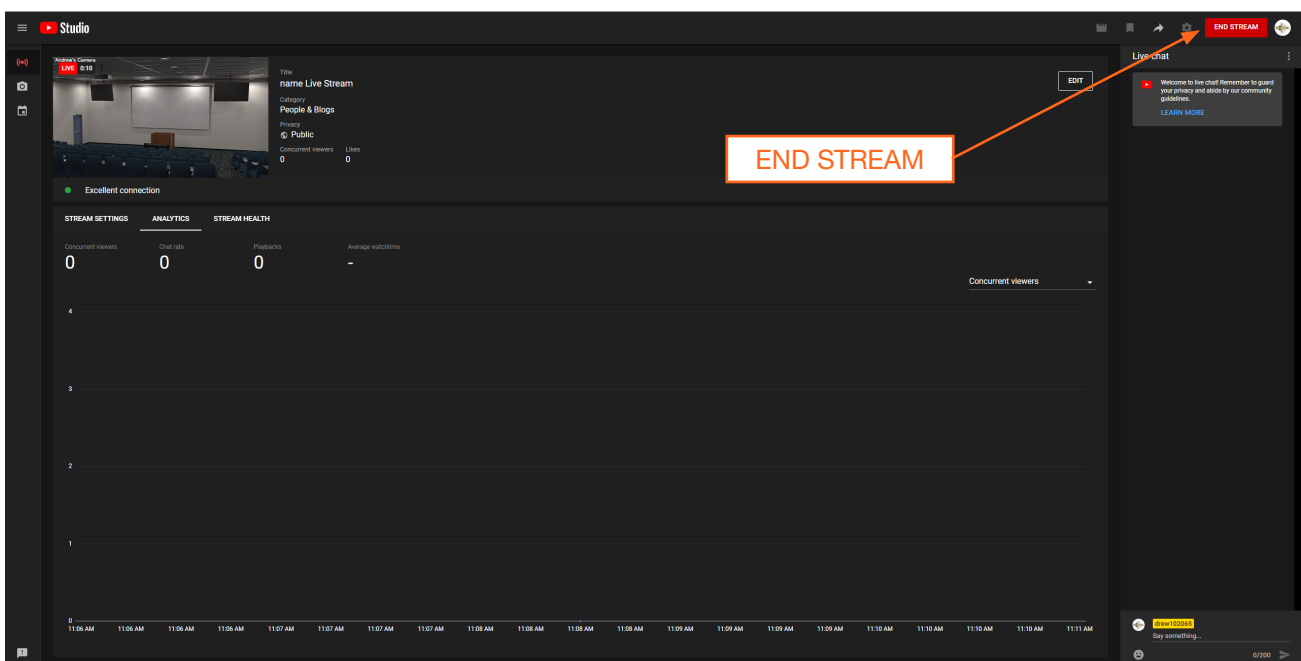 Studio
END STREAM
Andrew's Camera
LIVE 0:10
Title
name Live Stream
Category
People & Blogs
Privacy
Public
Concurrent viewers Likes
0 0
EDIT
Excellent connection
END STREAM
Live chat
Welcome to live chat! Remember to guard
your privacy and abide by our community
guidelines.
LEARN MORE
STREAM SETTINGS ANALYTICS STREAM HEALTH
Concurrent viewers Chat rate Playbacks Average watchtime
0 0 0 -
Concurrent viewers
4
3
2
1
0
11:06 AM 11:06 AM 11:06 AM 11:06 AM 11:07 AM 11:07 AM 11:07 AM 11:07 AM 11:08 AM 11:08 AM 11:08 AM 11:08 AM 11:09 AM 11:09 AM 11:09 AM 11:09 AM 11:10 AM 11:10 AM 11:10 AM 11:10 AM 11:11 AM
drew102065
Say something...
0/200